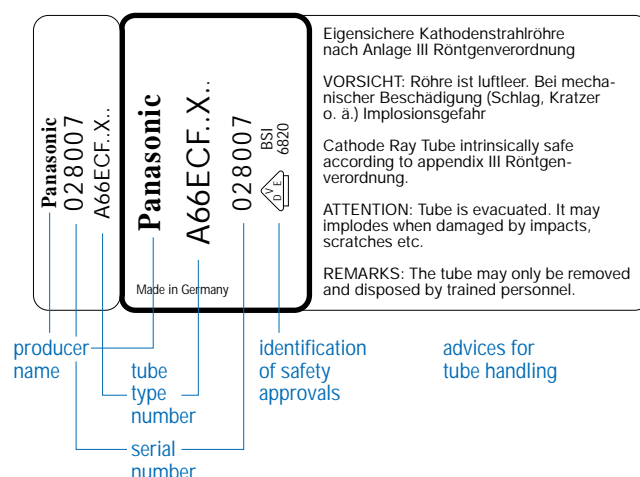 Panasonic
028007
A66ECF..X..
Panasonic
A66ECF..X..
028007
DVE
BSI
6820
Made in Germany
Eigensichere Kathodenstrahlröhre
nach Anlage III Röntgenverordnung
VORSICHT: Röhre ist luftleer. Bei mecha-
nischer Beschädigung (Schlag, Kratzer
o. ä.) Implosionsgefahr
Cathode Ray Tube intrinsically safe
according to appendix III Röntgen-
verordnung.
ATTENTION: Tube is evacuated. It may
implodes when damaged by impacts,
scratches etc.
REMARKS: The tube may only be removed
and disposed by trained personnel.
producer
name
tube
type
number
serial
number
identification
of safety
approvals
advices for
tube handling